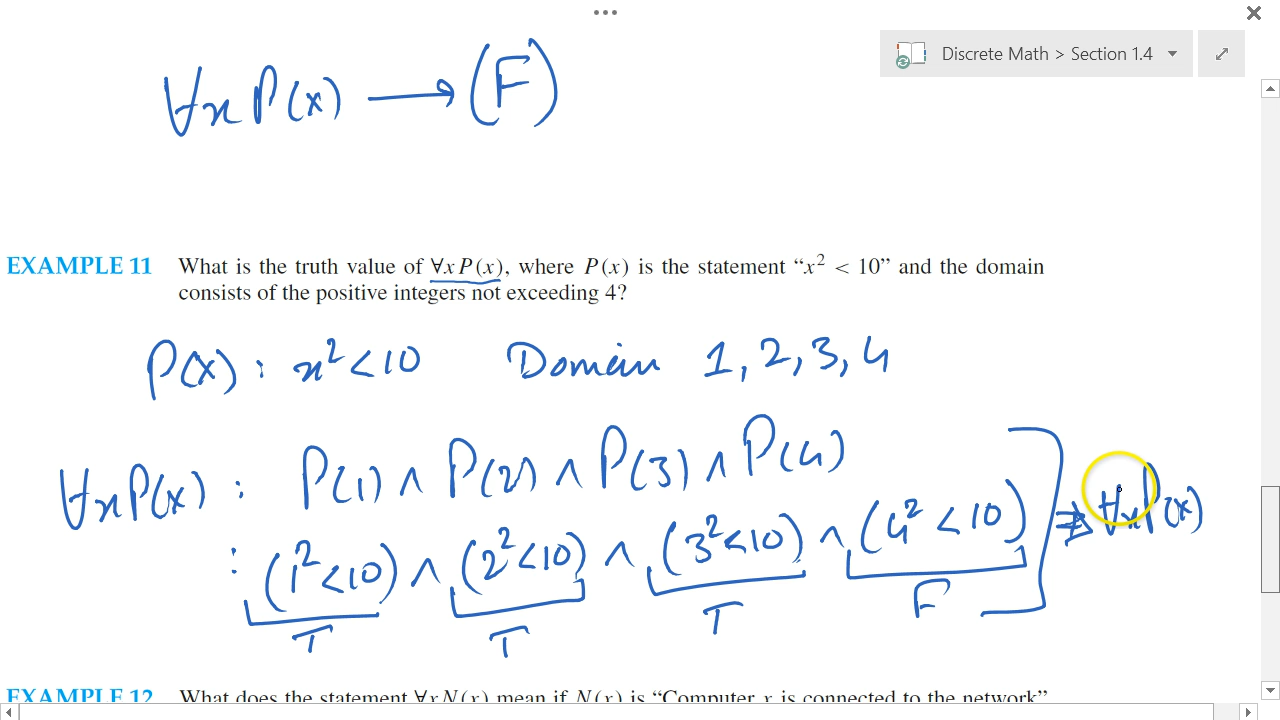 Discrete Math > Section 1.4
∀x P(x) → (F)
EXAMPLE 11 What is the truth value of ∀x P(x), where P(x) is the statement “x² < 10” and the domain
consists of the positive integers not exceeding 4?
P(x) : x² < 10 Domain 1, 2, 3, 4
∀x P(x) : P(1) ∧ P(2) ∧ P(3) ∧ P(4)
: (1² < 10) ∧ (2² < 10) ∧ (3² < 10) ∧ (4² < 10) ⇒ ∀x P(x)
T T T F
EXAMPLE 12 What does the statement ∀x N(x) mean if N(x) is “Computer x is connected to the network”